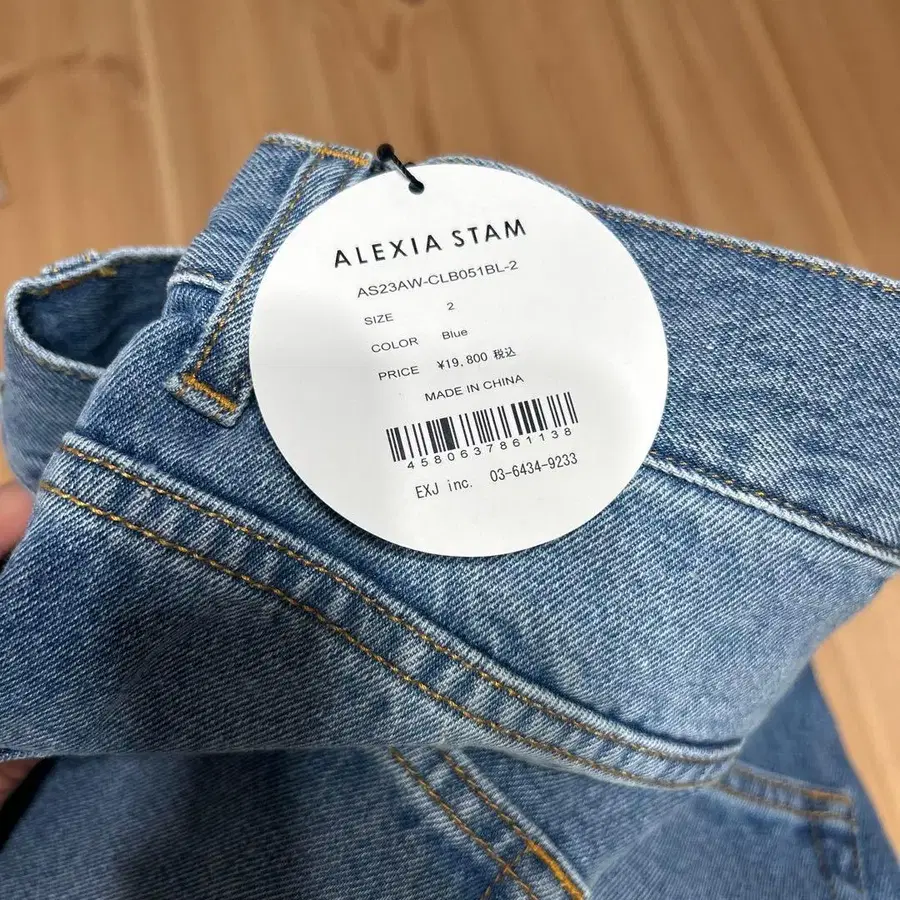 ALEXIA STAM
AS23AW-CLB051BL-2
SIZE 2
COLOR Blue
PRICE ¥19,800 税込
MADE IN CHINA
4580637861138
EXJ inc. 03-6434-9233